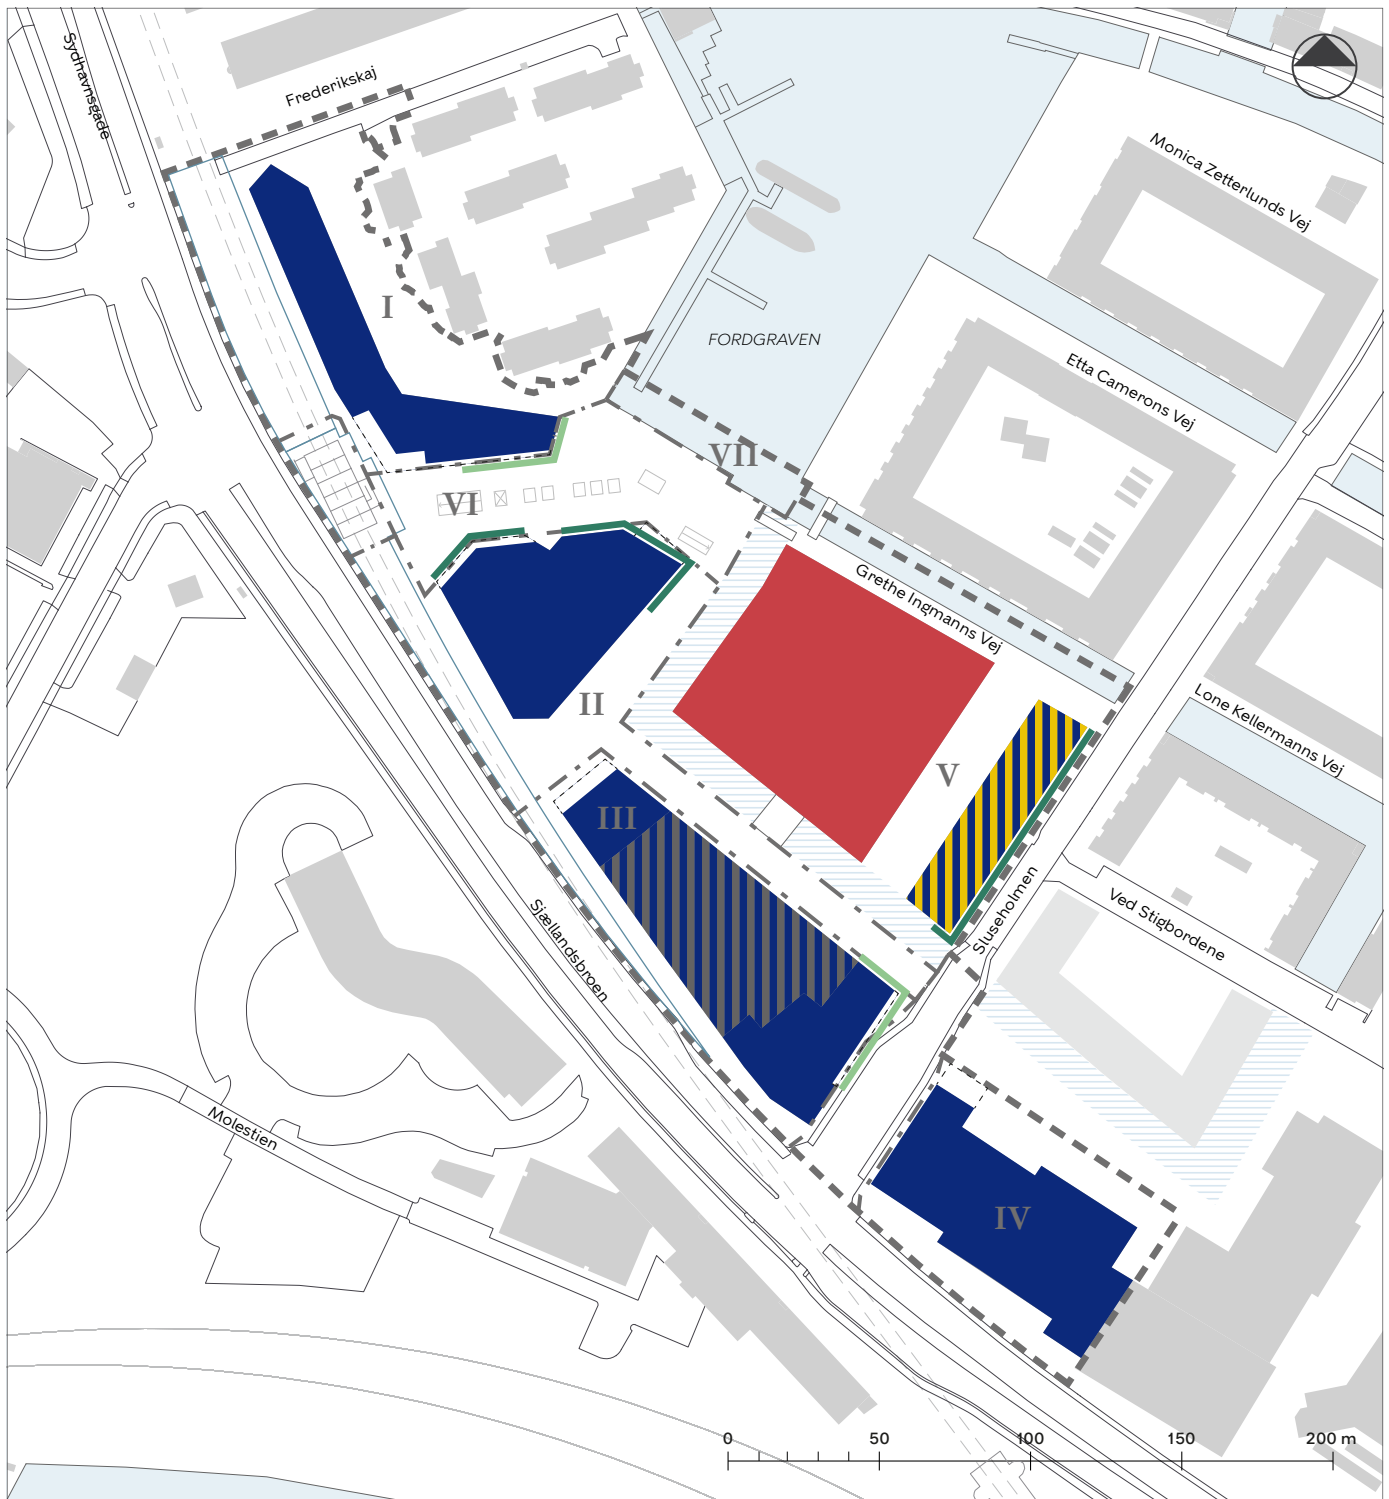 Sydhavnsgade
Frederikskaj
Monica Zetterlunds Vej
I
FORDGRAVEN
Etta Camerons Vej
VII
VI
Grethe Ingmanns Vej
II
Lone Kellermanns Vej
V
III
Sluseholmen
Ved Stigbordene
Sjællandsbroen
Molestien
IV
0 50 100 150 200 m